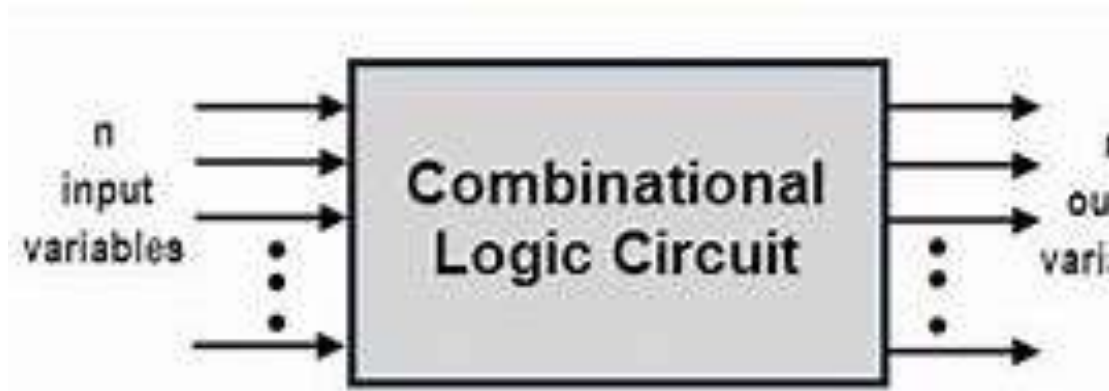 n
input
variables
Combinational
Logic Circuit